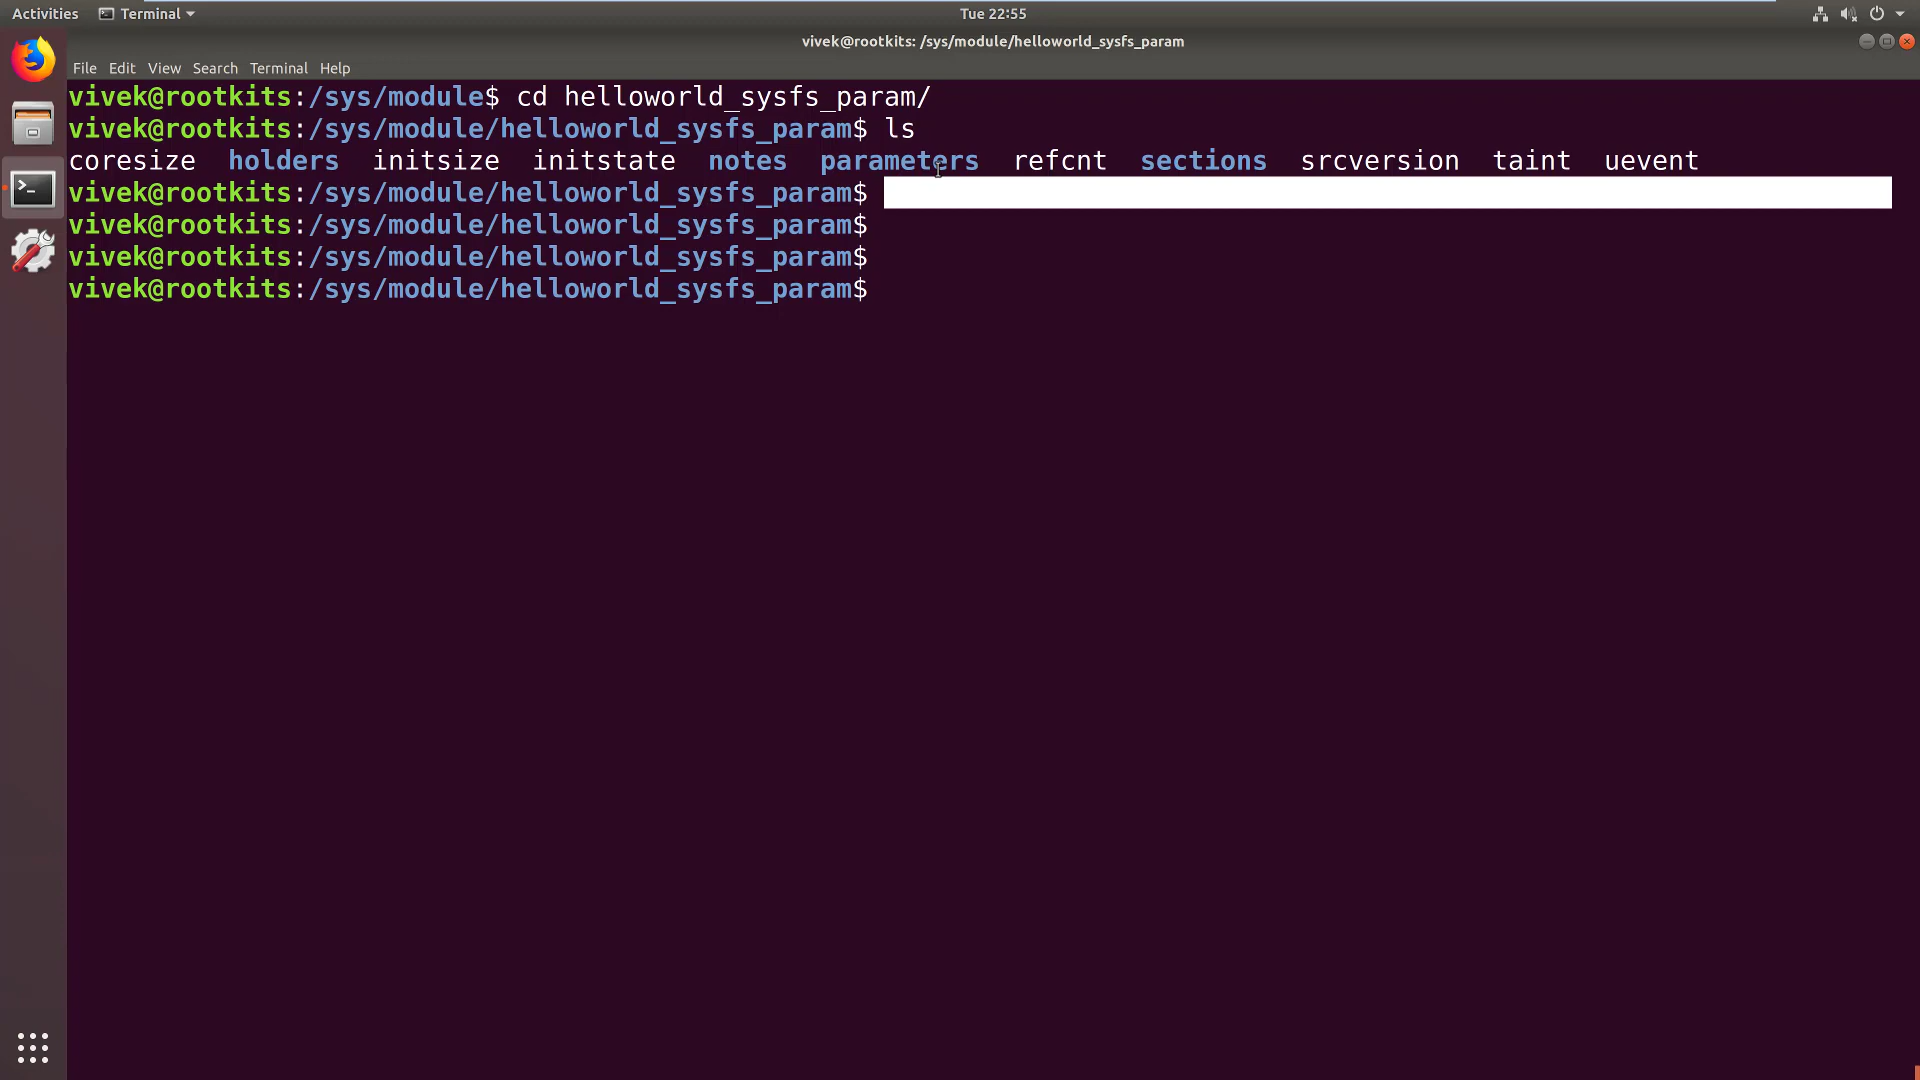 Activities Terminal Tue 22:55
vivek@rootkits: /sys/module/helloworld_sysfs_param
File Edit View Search Terminal Help
vivek@rootkits:/sys/module$ cd helloworld_sysfs_param/
vivek@rootkits:/sys/module/helloworld_sysfs_param$ ls
coresize holders initsize initstate notes parameters refcnt sections srcversion taint uevent
vivek@rootkits:/sys/module/helloworld_sysfs_param$
vivek@rootkits:/sys/module/helloworld_sysfs_param$
vivek@rootkits:/sys/module/helloworld_sysfs_param$
vivek@rootkits:/sys/module/helloworld_sysfs_param$